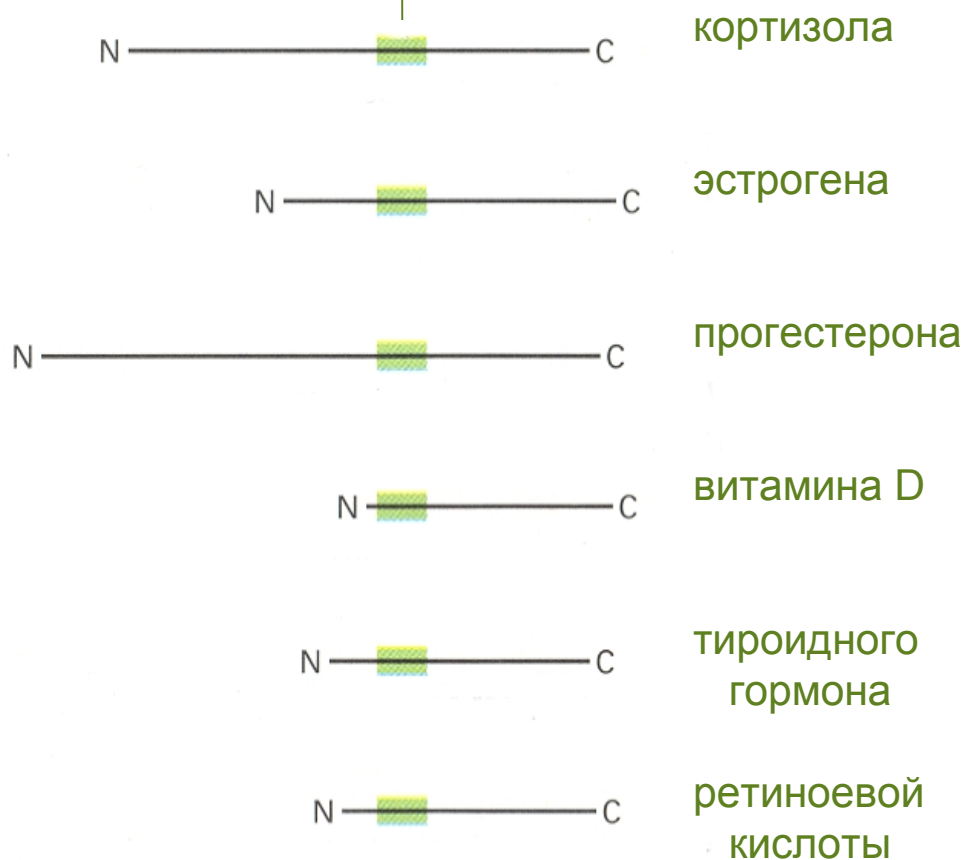 N C кортизола
N C эстрогена
N C прогестерона
N C витамина D
N C тироидного
гормона
N C ретиноевой
кислоты